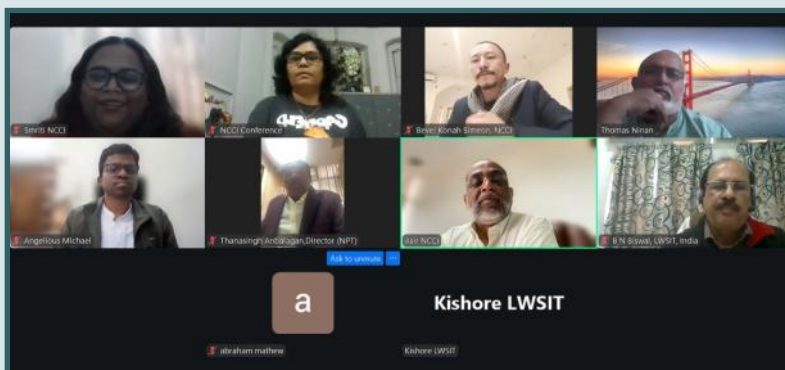 Smriti NCCI
NCCI Conference
Bevel Konah Simeon, NCCI
Thomas Ninan
Angelious Michael
Thanasingh Anbalagan,Director (NPT)
NCCI
B N Biswal, LWSIT, India
Ask to unmute
a
Kishore LWSIT
abraham mathew
Kishore LWSIT